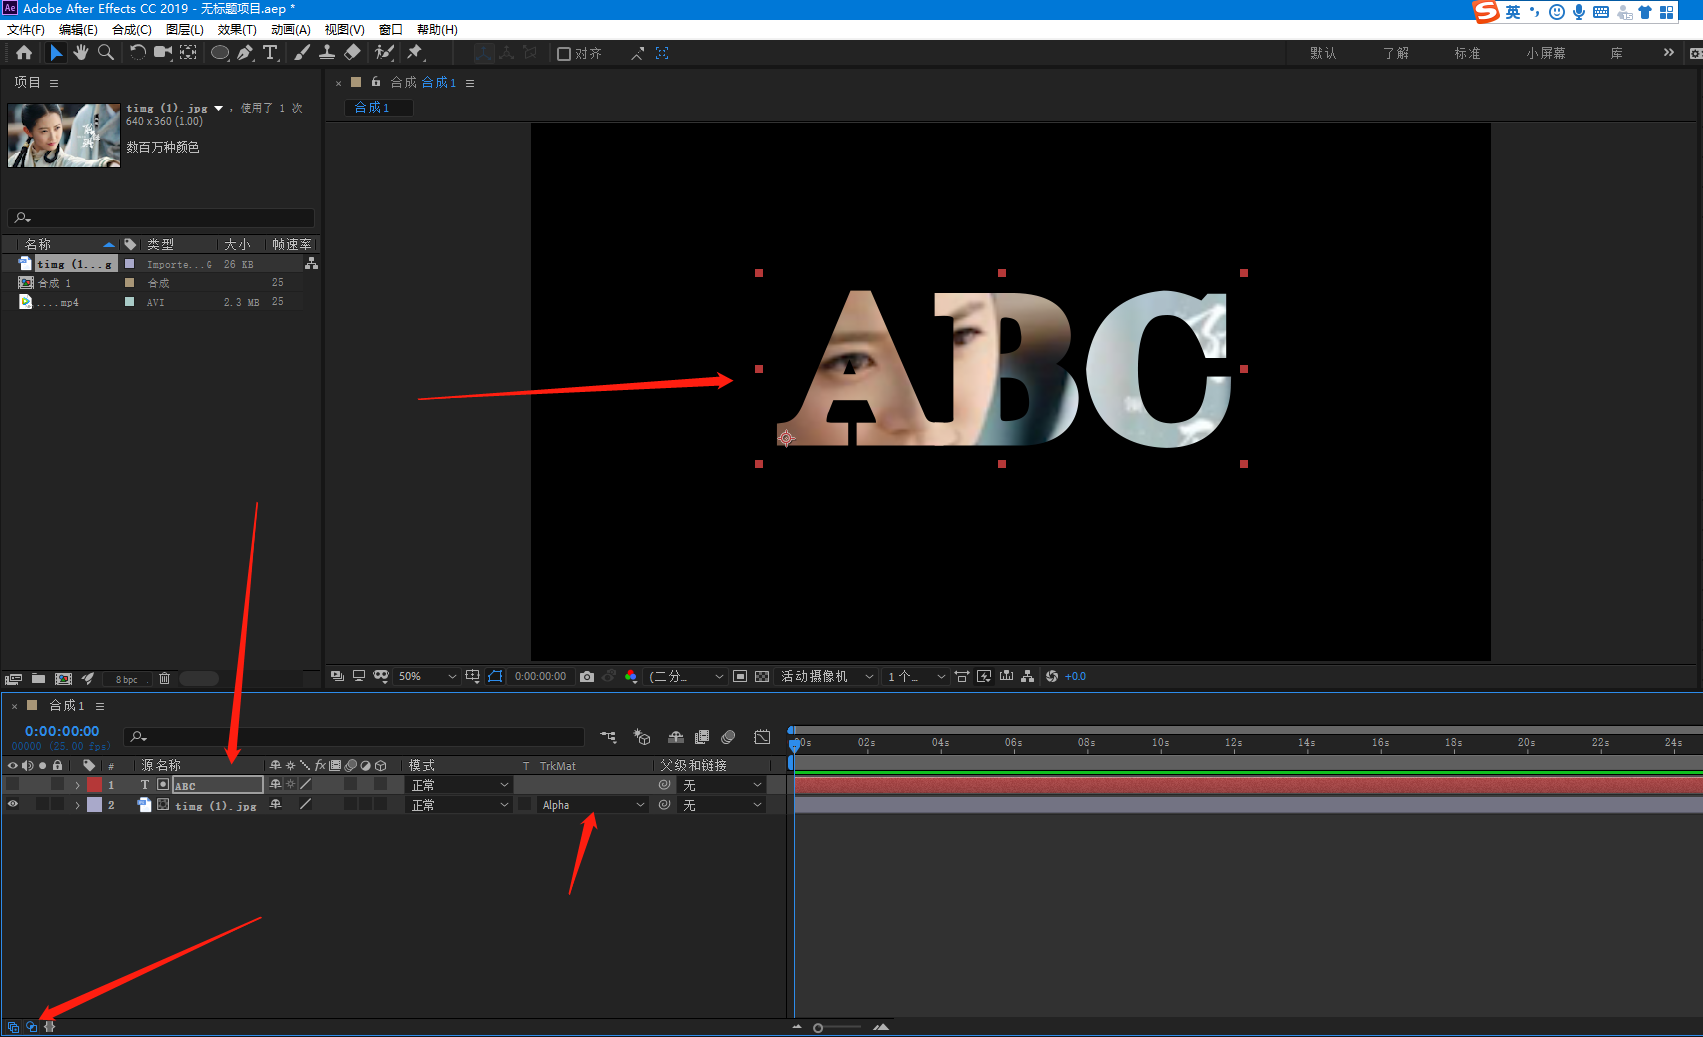 Ae Adobe After Effects CC 2019 - 无标题项目.aep *
英
文件(F) 编辑(E) 合成(C) 图层(L) 效果(T) 动画(A) 视图(V) 窗口 帮助(H)
对齐 默认 了解 标准 小屏幕 库
项目
timg (1).jpg , 使用了 1 次
640 x 360 (1.00)
数百万种颜色
名称 类型 大小 帧速率
timg (1...g Importe...G 26 KB
合成 1 合成 25
....mp4 AVI 2.3 MB 25
8 bpc
合成 合成 1
合成 1
ABC
50% 0:00:00:00 (二分... 活动摄像机 1 个... +0.0
合成 1
0:00:00:00
00000 (25.00 fps)
# 源名称 fx 模式 T TrkMat 父级和链接
1 T ABC 正常 无
2 timg (1).jpg 正常 Alpha 无
00s 02s 04s 06s 08s 10s 12s 14s 16s 18s 20s 22s 24s